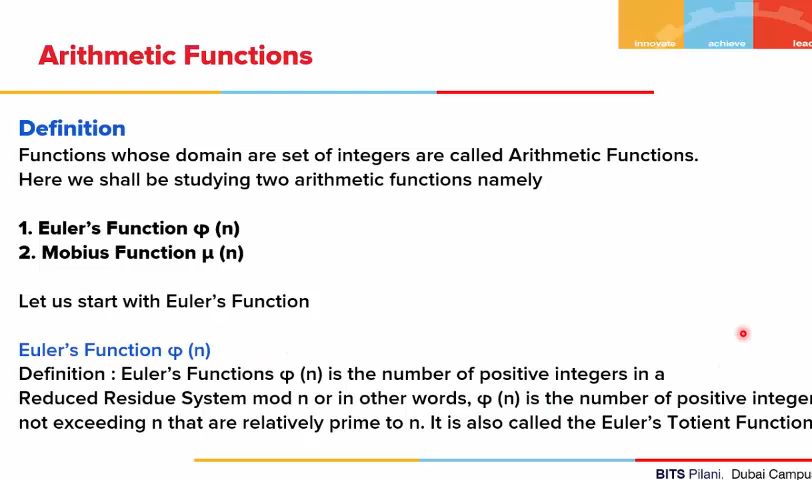 innovate achieve lea
Arithmetic Functions
Definition
Functions whose domain are set of integers are called Arithmetic Functions.
Here we shall be studying two arithmetic functions namely
1. Euler's Function φ (n)
2. Mobius Function μ (n)
Let us start with Euler's Function
Euler's Function φ (n)
Definition : Euler's Functions φ (n) is the number of positive integers in a
Reduced Residue System mod n or in other words, φ (n) is the number of positive integer
not exceeding n that are relatively prime to n. It is also called the Euler's Totient Function
BITS Pilani, Dubai Campu